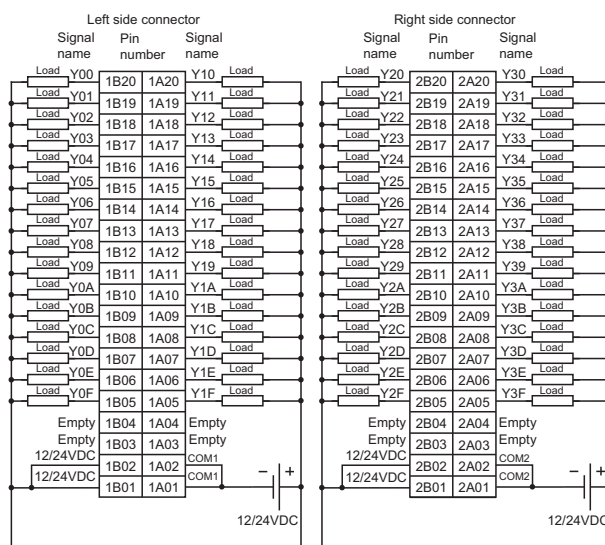 Left side connector Right side connector
Signal name Pin number Signal name Signal name Pin number Signal name
Load Y00 1B20 1A20 Y10 Load Load Y20 2B20 2A20 Y30 Load
Load Y01 1B19 1A19 Y11 Load Load Y21 2B19 2A19 Y31 Load
Load Y02 1B18 1A18 Y12 Load Load Y22 2B18 2A18 Y32 Load
Load Y03 1B17 1A17 Y13 Load Load Y23 2B17 2A17 Y33 Load
Load Y04 1B16 1A16 Y14 Load Load Y24 2B16 2A16 Y34 Load
Load Y05 1B15 1A15 Y15 Load Load Y25 2B15 2A15 Y35 Load
Load Y06 1B14 1A14 Y16 Load Load Y26 2B14 2A14 Y36 Load
Load Y07 1B13 1A13 Y17 Load Load Y27 2B13 2A13 Y37 Load
Load Y08 1B12 1A12 Y18 Load Load Y28 2B12 2A12 Y38 Load
Load Y09 1B11 1A11 Y19 Load Load Y29 2B11 2A11 Y39 Load
Load Y0A 1B10 1A10 Y1A Load Load Y2A 2B10 2A10 Y3A Load
Load Y0B 1B09 1A09 Y1B Load Load Y2B 2B09 2A09 Y3B Load
Load Y0C 1B08 1A08 Y1C Load Load Y2C 2B08 2A08 Y3C Load
Load Y0D 1B07 1A07 Y1D Load Load Y2D 2B07 2A07 Y3D Load
Load Y0E 1B06 1A06 Y1E Load Load Y2E 2B06 2A06 Y3E Load
Load Y0F 1B05 1A05 Y1F Load Load Y2F 2B05 2A05 Y3F Load
Empty 1B04 1A04 Empty Empty 2B04 2A04 Empty
Empty 1B03 1A03 Empty Empty 2B03 2A03 Empty
12/24VDC 1B02 1A02 COM1 12/24VDC 2B02 2A02 COM2
12/24VDC 1B01 1A01 COM1 − + 12/24VDC 2B01 2A01 COM2 − +
12/24VDC 12/24VDC